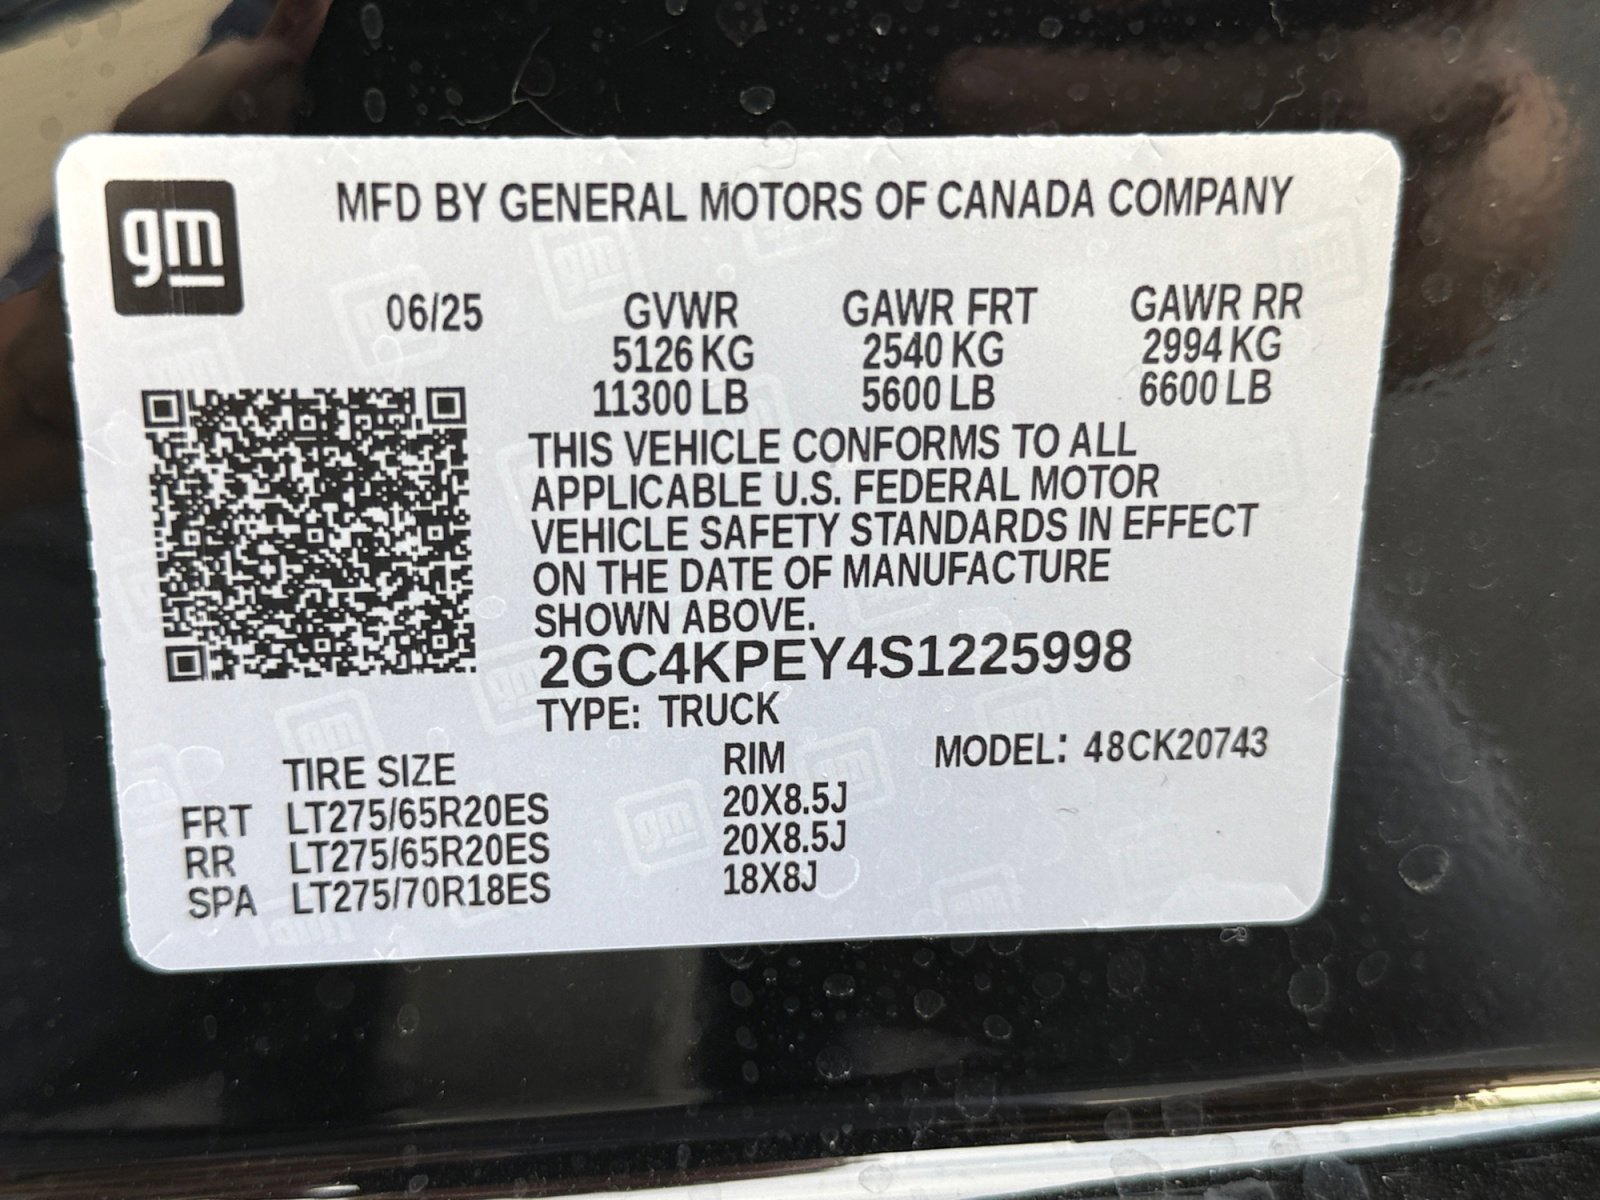 gm
MFD BY GENERAL MOTORS OF CANADA COMPANY
06/25 GVWR GAWR FRT GAWR RR
5126 KG 2540 KG 2994 KG
11300 LB 5600 LB 6600 LB
THIS VEHICLE CONFORMS TO ALL
APPLICABLE U.S. FEDERAL MOTOR
VEHICLE SAFETY STANDARDS IN EFFECT
ON THE DATE OF MANUFACTURE
SHOWN ABOVE.
2GC4KPEY4S1225998
TYPE: TRUCK
TIRE SIZE RIM MODEL: 48CK20743
FRT LT275/65R20ES 20X8.5J
RR LT275/65R20ES 20X8.5J
SPA LT275/70R18ES 18X8J